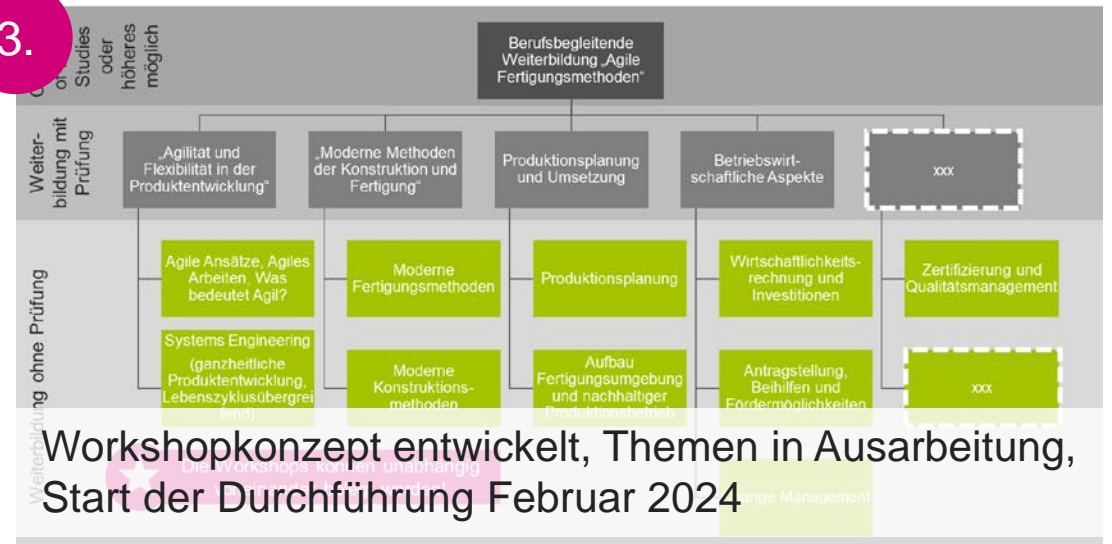 3.
of
Studies
oder
höheres
möglich
Berufsbegleitende
Weiterbildung „Agile
Fertigungsmethoden“
Weiter-
bildung mit
Prüfung
„Agilität und
Flexibilität in der
Produktentwicklung“
„Moderne Methoden
der Konstruktion und
Fertigung“
Produktionsplanung
und Umsetzung
Betriebswirt-
schaftliche Aspekte
xxx
Weiterbildung ohne Prüfung
Agile Ansätze, Agiles
Arbeiten, Was
bedeutet Agil?
Moderne
Fertigungsmethoden
Produktionsplanung
Wirtschaftlichkeits-
rechnung und
Investitionen
Zertifizierung und
Qualitätsmanagement
Systems Engineering
(ganzheitliche
Produktentwicklung,
Lebenszyklusübergrei
fend)
Moderne
Konstruktions-
methoden
Aufbau
Fertigungsumgebung
und nachhaltiger
Produktionsbetrieb
Antragstellung,
Beihilfen und
Fördermöglichkeiten
xxx
Die Workshops können unabhängig
Management
Workshopkonzept entwickelt, Themen in Ausarbeitung,
Start der Durchführung Februar 2024